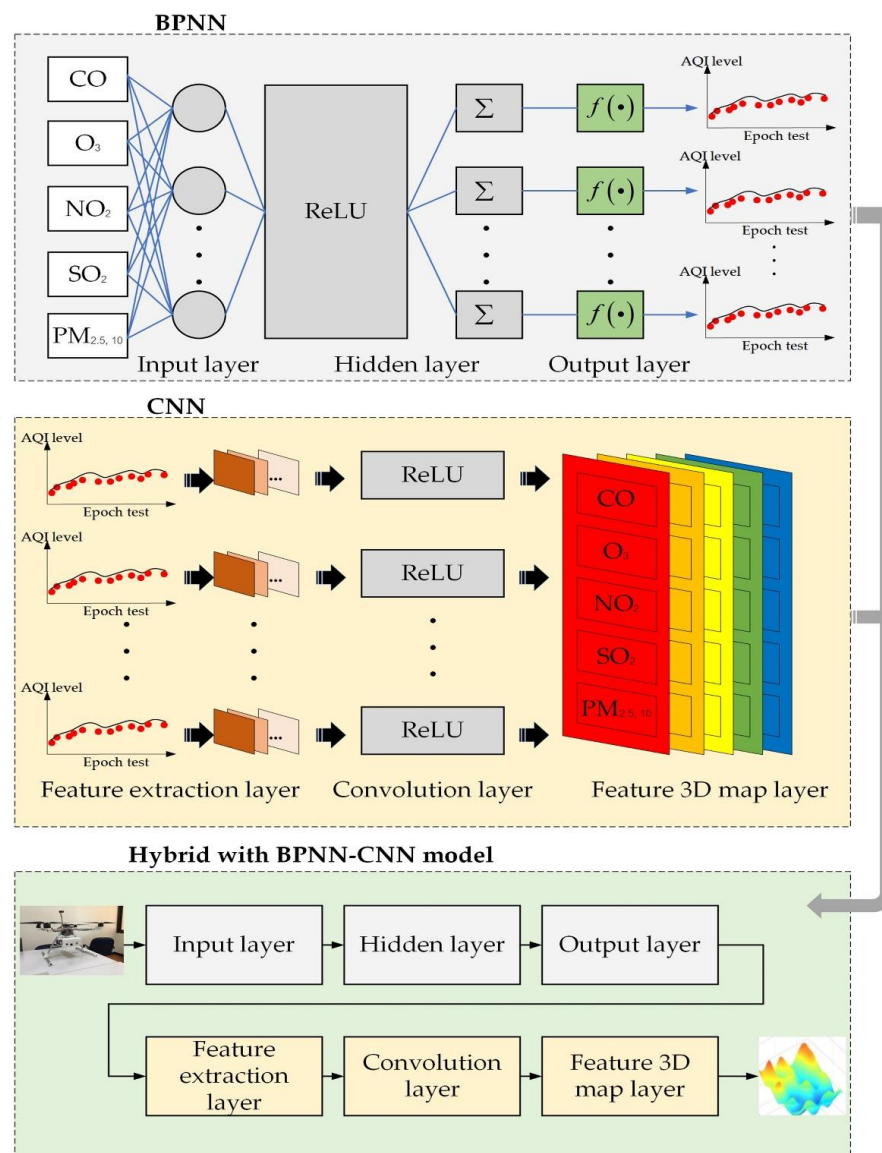 BPNN
CO
O₃
NO₂
SO₂
PM₂.₅, ₁₀
ReLU
Σ
f(•)
AQI level
Epoch test
Σ
f(•)
AQI level
Epoch test
Σ
f(•)
AQI level
Epoch test
Input layer
Hidden layer
Output layer
CNN
AQI level
Epoch test
...
ReLU
AQI level
Epoch test
...
ReLU
AQI level
Epoch test
...
ReLU
CO
O₃
NO₂
SO₂
PM₂.₅, ₁₀
Feature extraction layer
Convolution layer
Feature 3D map layer
Hybrid with BPNN-CNN model
Input layer
Hidden layer
Output layer
Feature
extraction
layer
Convolution
layer
Feature 3D
map layer